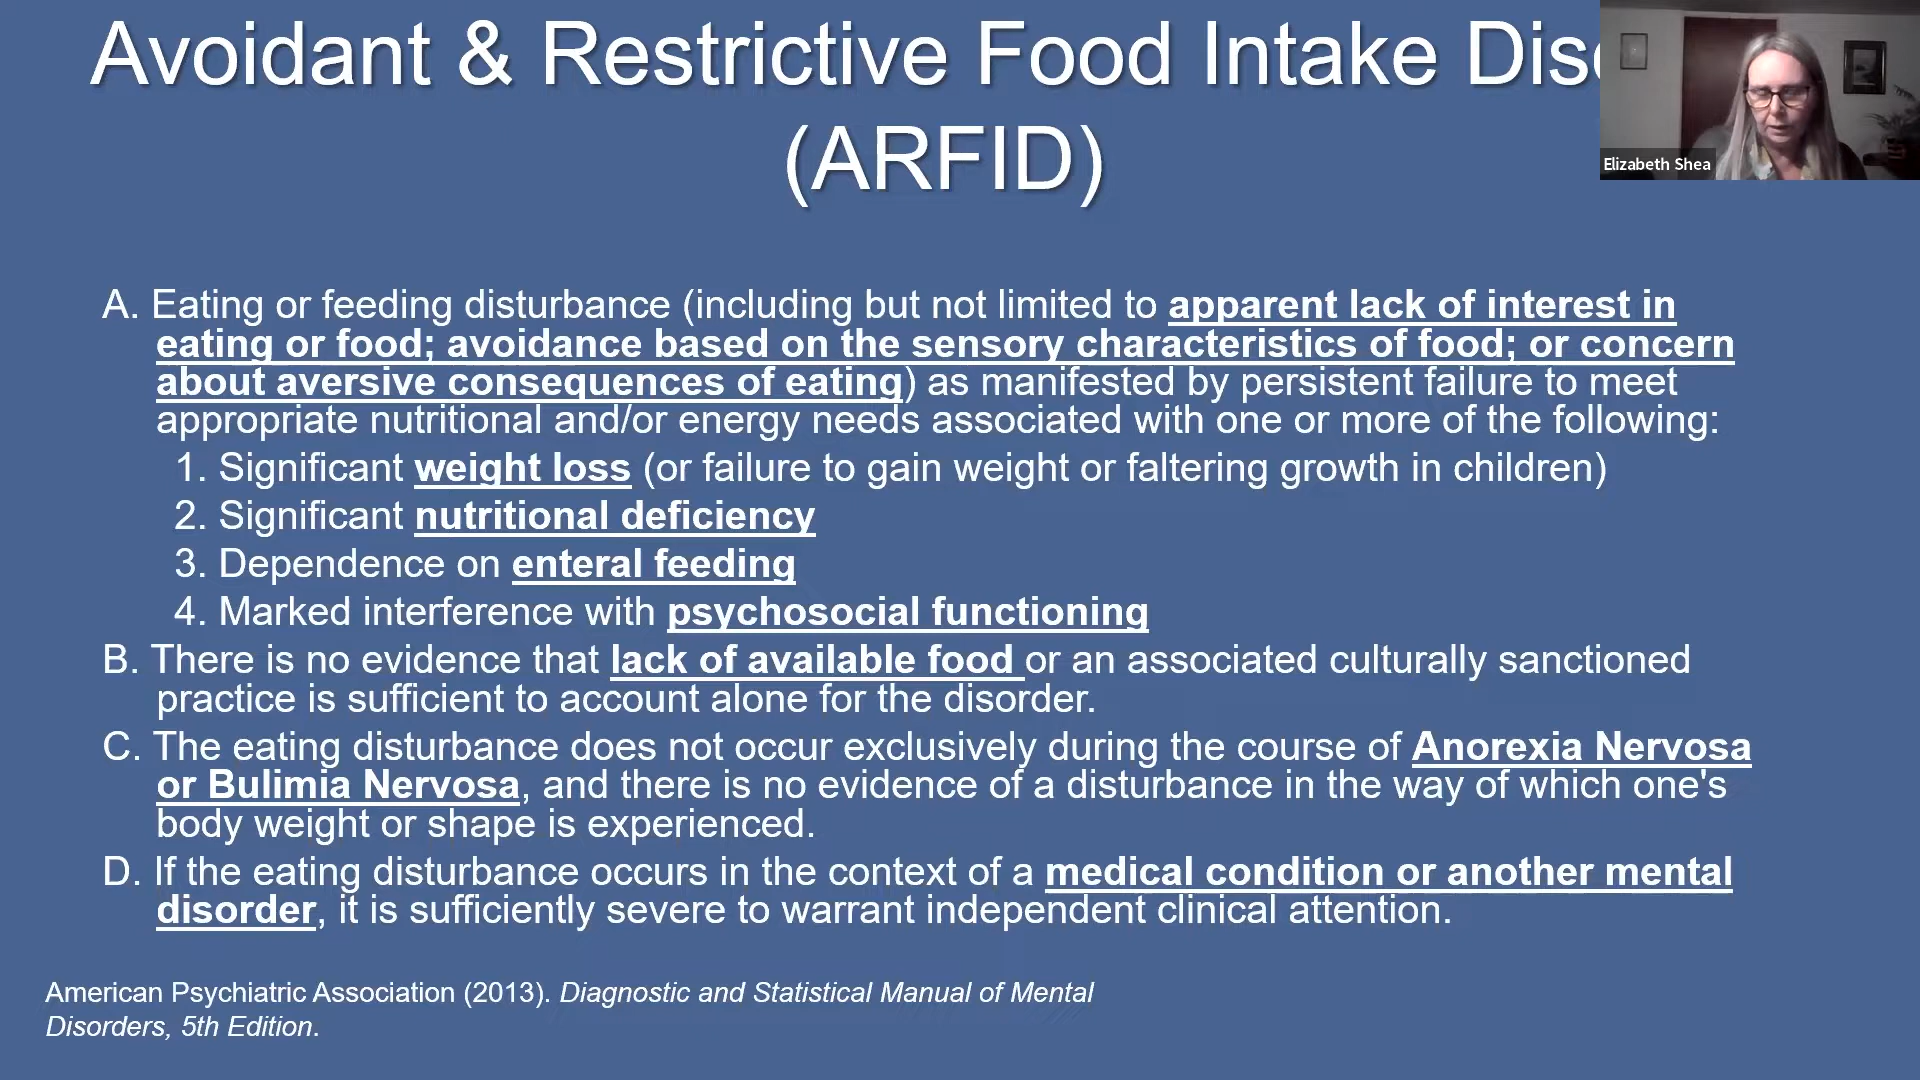 Avoidant & Restrictive Food Intake
(ARFID)
Elizabeth Shea
A. Eating or feeding disturbance (including but not limited to apparent lack of interest in
eating or food; avoidance based on the sensory characteristics of food; or concern
about aversive consequences of eating) as manifested by persistent failure to meet
appropriate nutritional and/or energy needs associated with one or more of the following:
1. Significant weight loss (or failure to gain weight or faltering growth in children)
2. Significant nutritional deficiency
3. Dependence on enteral feeding
4. Marked interference with psychosocial functioning
B. There is no evidence that lack of available food or an associated culturally sanctioned
practice is sufficient to account alone for the disorder.
C. The eating disturbance does not occur exclusively during the course of Anorexia Nervosa
or Bulimia Nervosa, and there is no evidence of a disturbance in the way of which one's
body weight or shape is experienced.
D. If the eating disturbance occurs in the context of a medical condition or another mental
disorder, it is sufficiently severe to warrant independent clinical attention.
American Psychiatric Association (2013). Diagnostic and Statistical Manual of Mental
Disorders, 5th Edition.